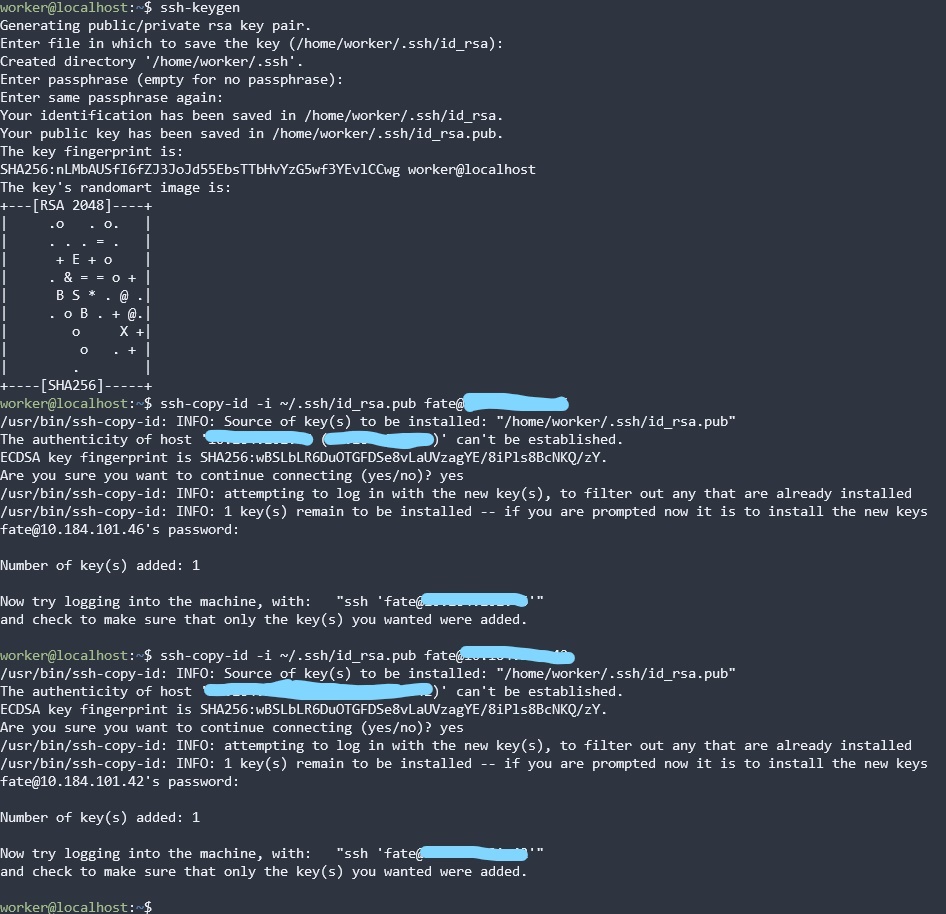 worker@localhost:~$ ssh-keygen
Generating public/private rsa key pair.
Enter file in which to save the key (/home/worker/.ssh/id_rsa):
Created directory '/home/worker/.ssh'.
Enter passphrase (empty for no passphrase):
Enter same passphrase again:
Your identification has been saved in /home/worker/.ssh/id_rsa.
Your public key has been saved in /home/worker/.ssh/id_rsa.pub.
The key fingerprint is:
SHA256:nLMbAUSfI6fZJ3JoJd55EbsTTbHvYzG5wf3YEvlCCwg worker@localhost
The key's randomart image is:
+---[RSA 2048]----+
|     .o   . o.   |
|     . . . = .   |
|      + E + o    |
|     . & = = o + |
|      B S * . @ .|
|     . o B . + @.|
|        o     X +|
|         o   . + |
|        .        |
+----[SHA256]-----+
worker@localhost:~$ ssh-copy-id -i ~/.ssh/id_rsa.pub fate@
/usr/bin/ssh-copy-id: INFO: Source of key(s) to be installed: "/home/worker/.ssh/id_rsa.pub"
The authenticity of host ' ( )' can't be established.
ECDSA key fingerprint is SHA256:wBSLbLR6DuOTGFDSe8vLaUVzagYE/8iPls8BcNKQ/zY.
Are you sure you want to continue connecting (yes/no)? yes
/usr/bin/ssh-copy-id: INFO: attempting to log in with the new key(s), to filter out any that are already installed
/usr/bin/ssh-copy-id: INFO: 1 key(s) remain to be installed -- if you are prompted now it is to install the new keys
fate@10.184.101.46's password:
Number of key(s) added: 1
Now try logging into the machine, with:   "ssh 'fate@'"
and check to make sure that only the key(s) you wanted were added.
worker@localhost:~$ ssh-copy-id -i ~/.ssh/id_rsa.pub fate@
/usr/bin/ssh-copy-id: INFO: Source of key(s) to be installed: "/home/worker/.ssh/id_rsa.pub"
The authenticity of host ' )' can't be established.
ECDSA key fingerprint is SHA256:wBSLbLR6DuOTGFDSe8vLaUVzagYE/8iPls8BcNKQ/zY.
Are you sure you want to continue connecting (yes/no)? yes
/usr/bin/ssh-copy-id: INFO: attempting to log in with the new key(s), to filter out any that are already installed
/usr/bin/ssh-copy-id: INFO: 1 key(s) remain to be installed -- if you are prompted now it is to install the new keys
fate@10.184.101.42's password:
Number of key(s) added: 1
Now try logging into the machine, with:   "ssh 'fate@'"
and check to make sure that only the key(s) you wanted were added.
worker@localhost:~$